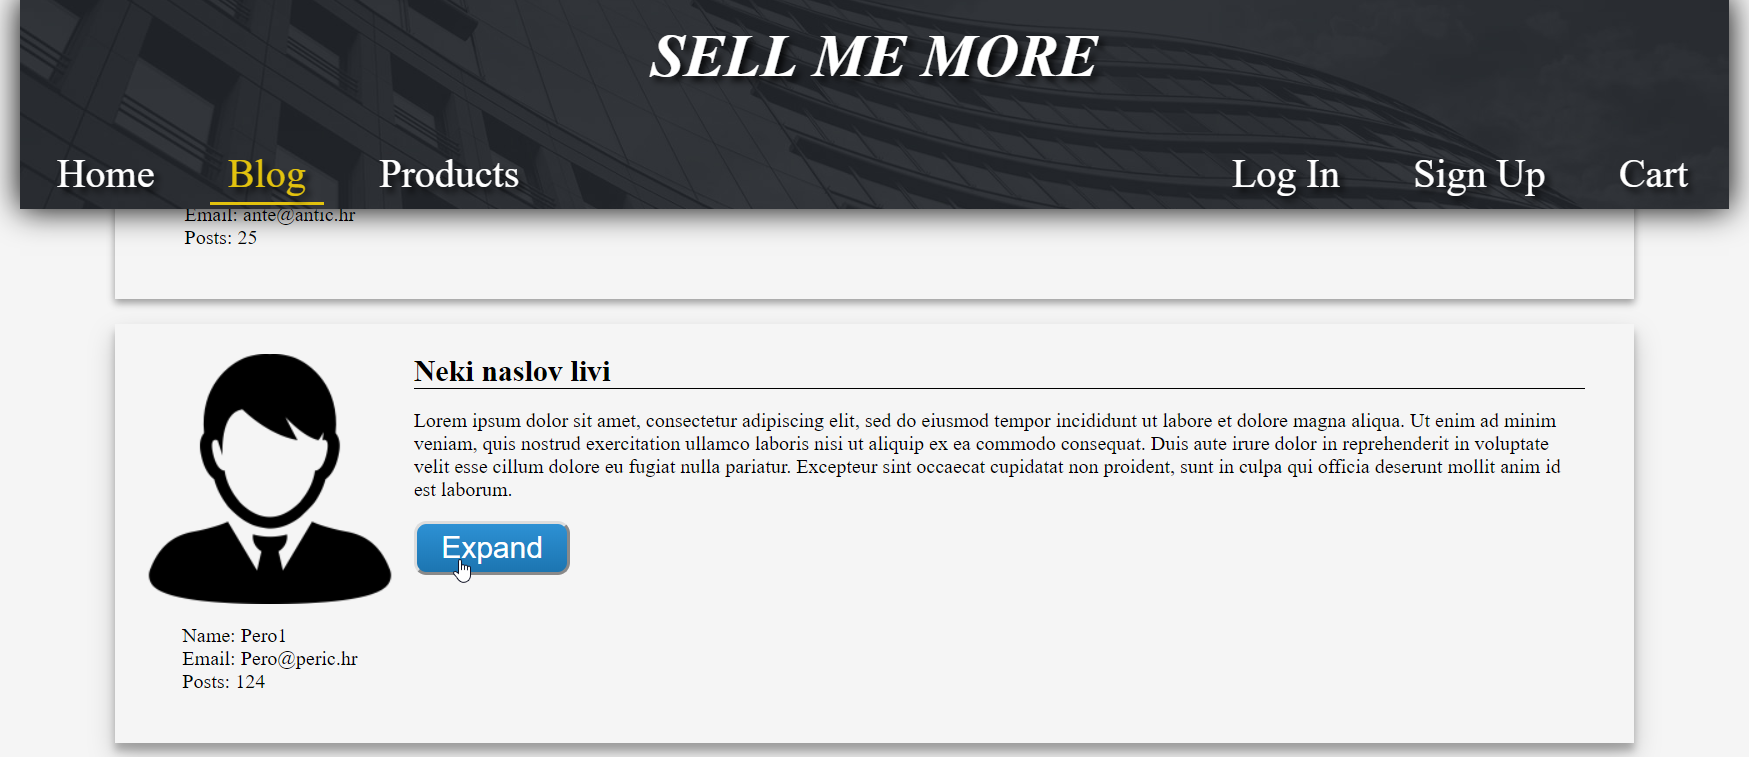 SELL ME MORE
Home Blog Products Log In Sign Up Cart
Email: ante@antic.hr
Posts: 25
Neki naslov livi
Lorem ipsum dolor sit amet, consectetur adipiscing elit, sed do eiusmod tempor incididunt ut labore et dolore magna aliqua. Ut enim ad minim
veniam, quis nostrud exercitation ullamco laboris nisi ut aliquip ex ea commodo consequat. Duis aute irure dolor in reprehenderit in voluptate
velit esse cillum dolore eu fugiat nulla pariatur. Excepteur sint occaecat cupidatat non proident, sunt in culpa qui officia deserunt mollit anim id
est laborum.
Expand
Name: Pero1
Email: Pero@peric.hr
Posts: 124